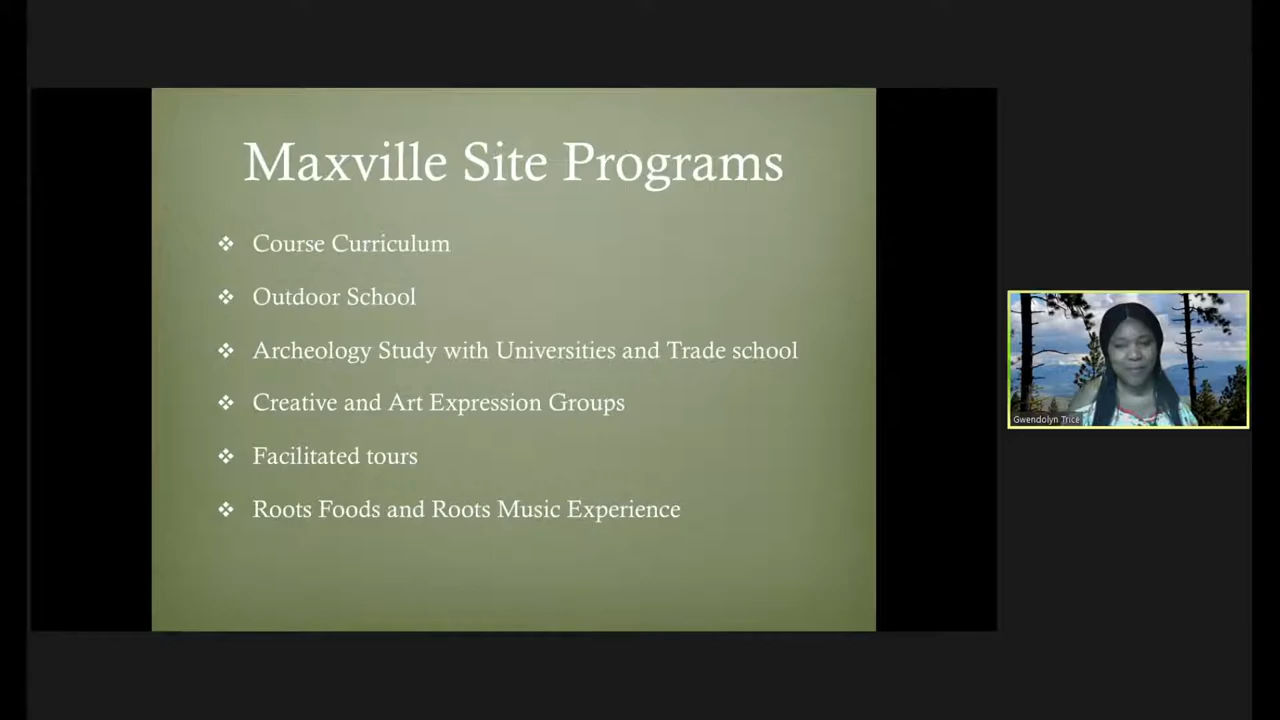 Maxville Site Programs
❖ Course Curriculum
❖ Outdoor School
❖ Archeology Study with Universities and Trade school
❖ Creative and Art Expression Groups
❖ Facilitated tours
❖ Roots Foods and Roots Music Experience
Gwendolyn Trice